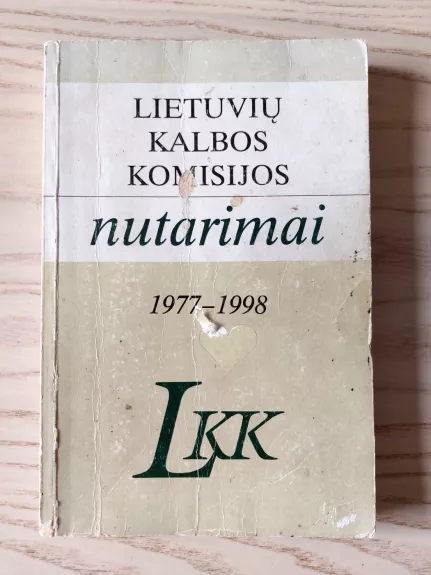 LIETUVIŲ
KALBOS
KOMISIJOS
nutarimai
1977–1998
LKK